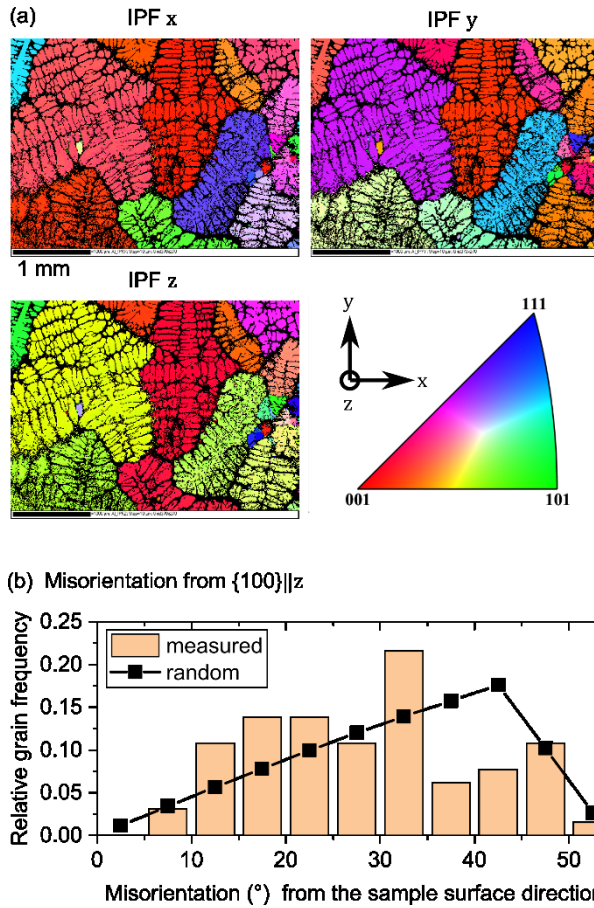 (a)
IPF x
IPF y
1 mm
IPF z
y
x
z
111
001
101
(b) Misorientation from {100}||z
Relative grain frequency
0.25
0.20
0.15
0.10
0.05
0.00
measured
random
0
10
20
30
40
50
Misorientation (°) from the sample surface direction